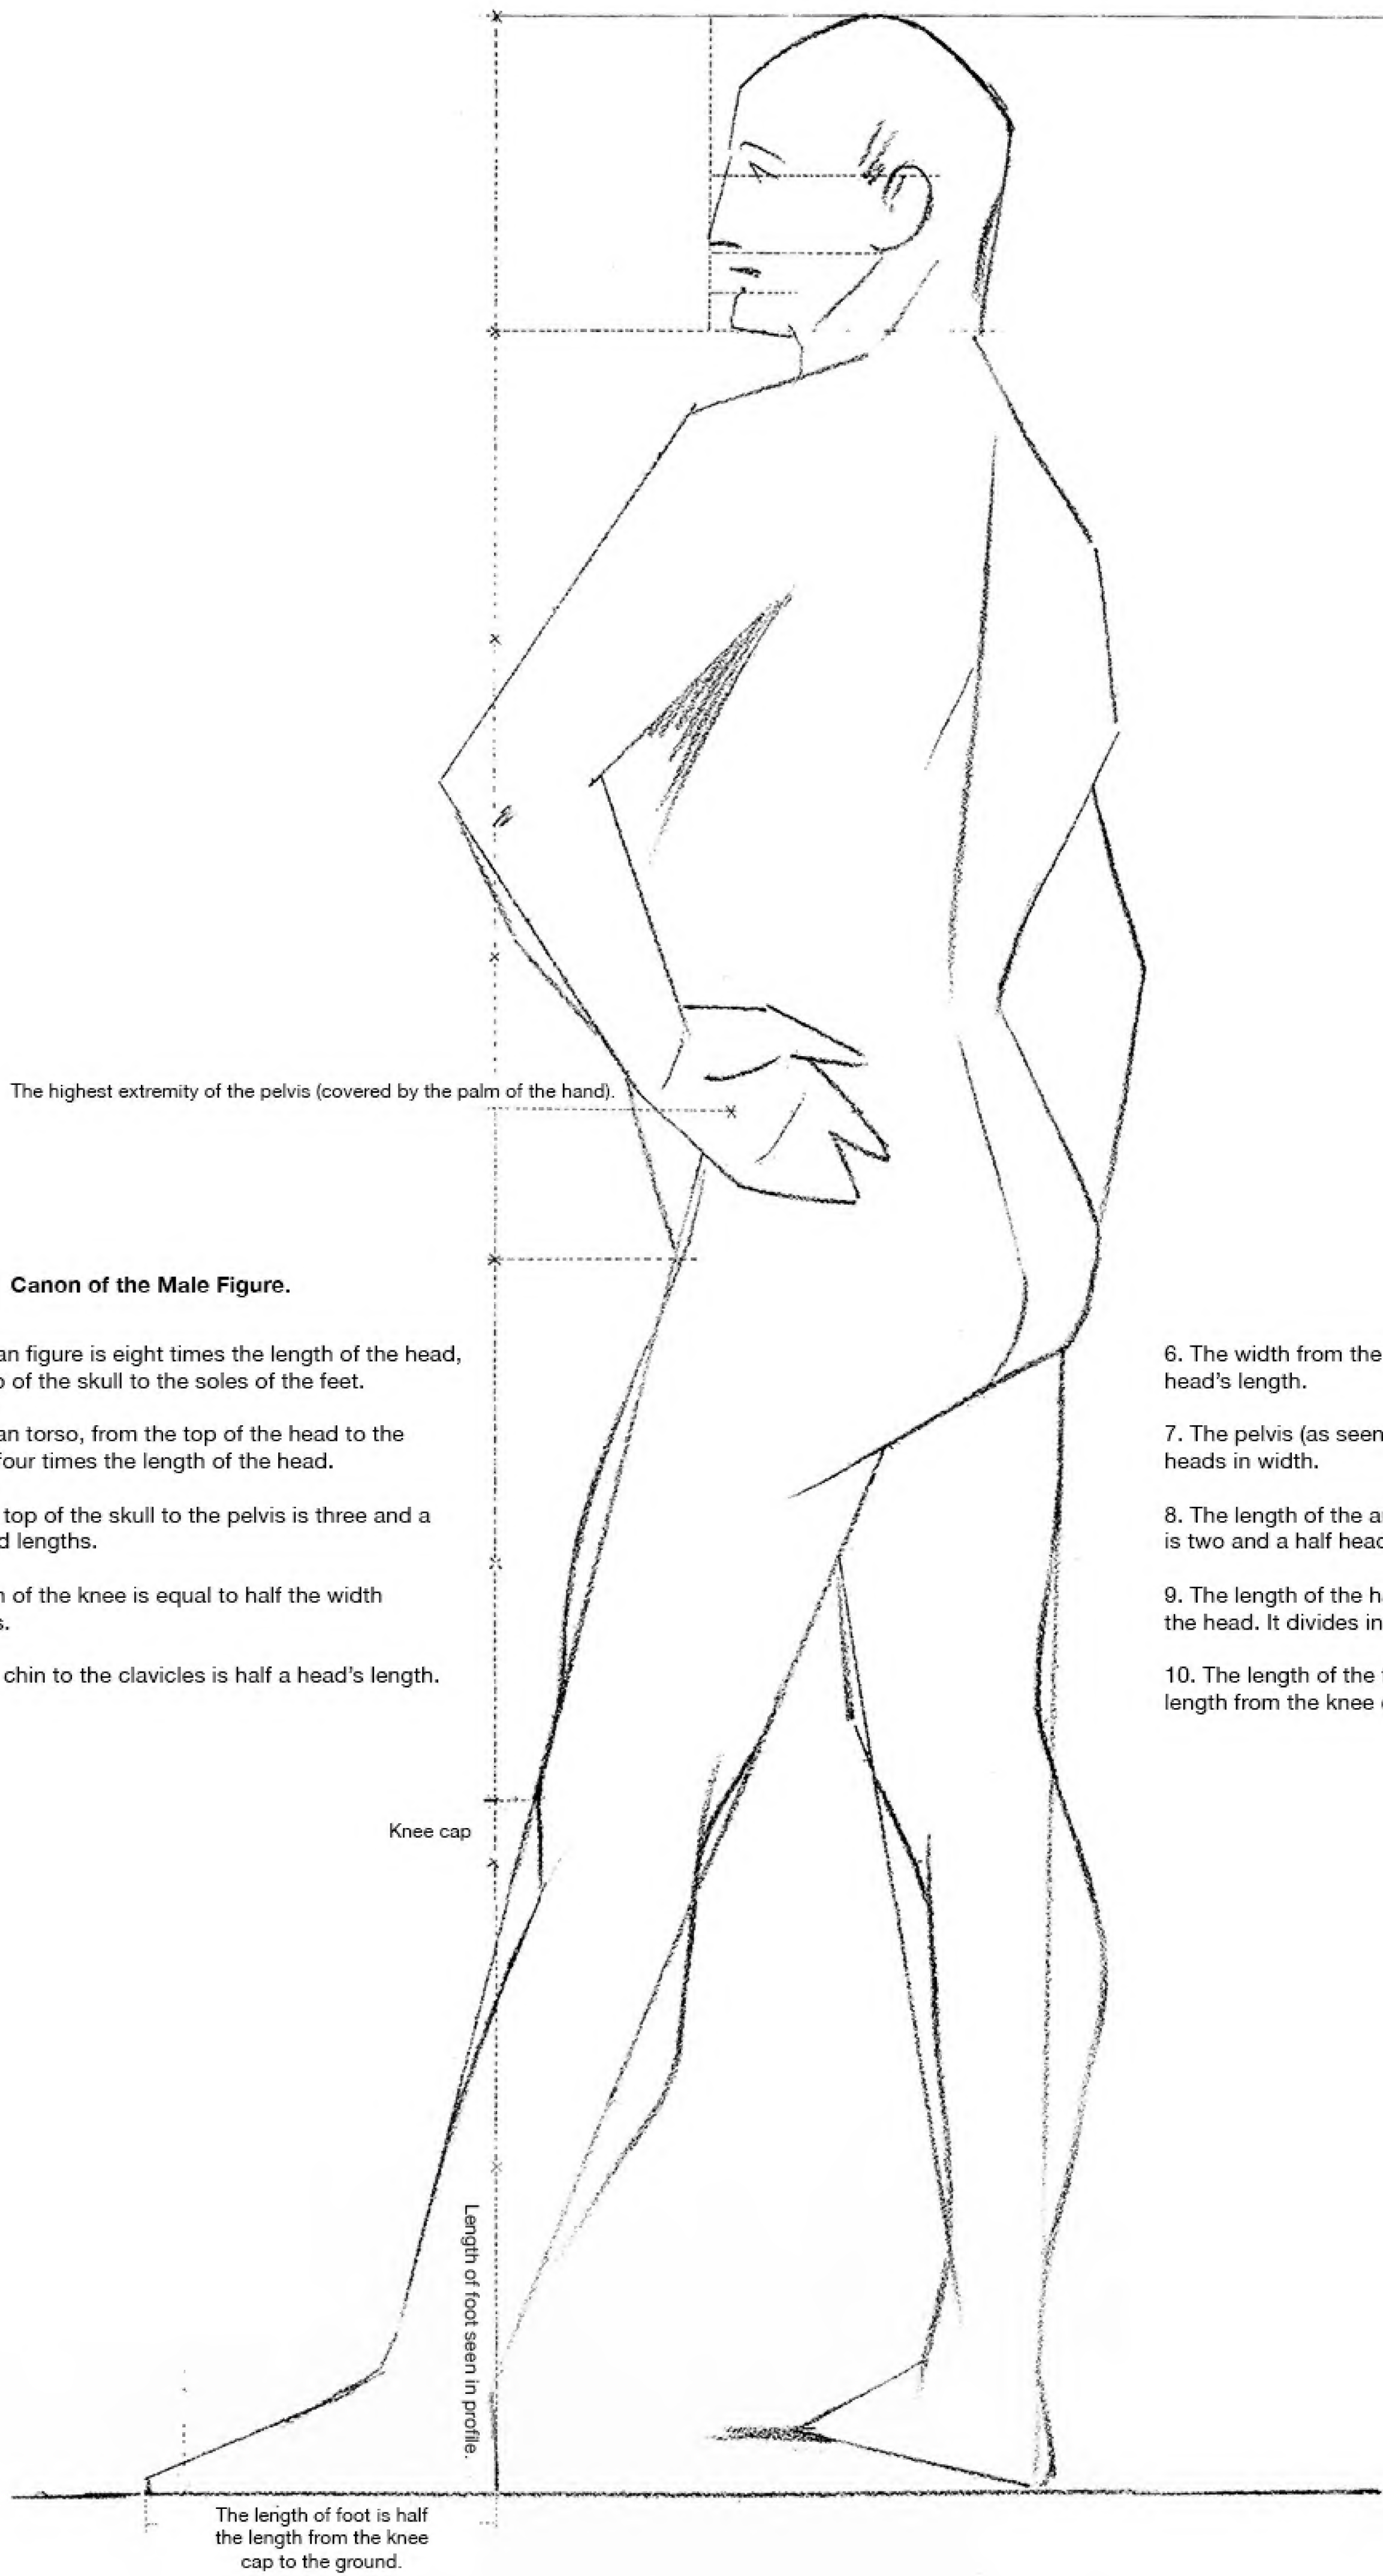 The highest extremity of the pelvis (covered by the palm of the hand).
Canon of the Male Figure.
an figure is eight times the length of the head,
of the skull to the soles of the feet.
an torso, from the top of the head to the
four times the length of the head.
top of the skull to the pelvis is three and a
d lengths.
of the knee is equal to half the width
s.
chin to the clavicles is half a head's length.
6. The width from the
head's length.
7. The pelvis (as seen
heads in width.
8. The length of the a
is two and a half head
9. The length of the h
the head. It divides in
10. The length of the
length from the knee
Knee cap
Length of foot seen in profile.
The length of foot is half
the length from the knee
cap to the ground.